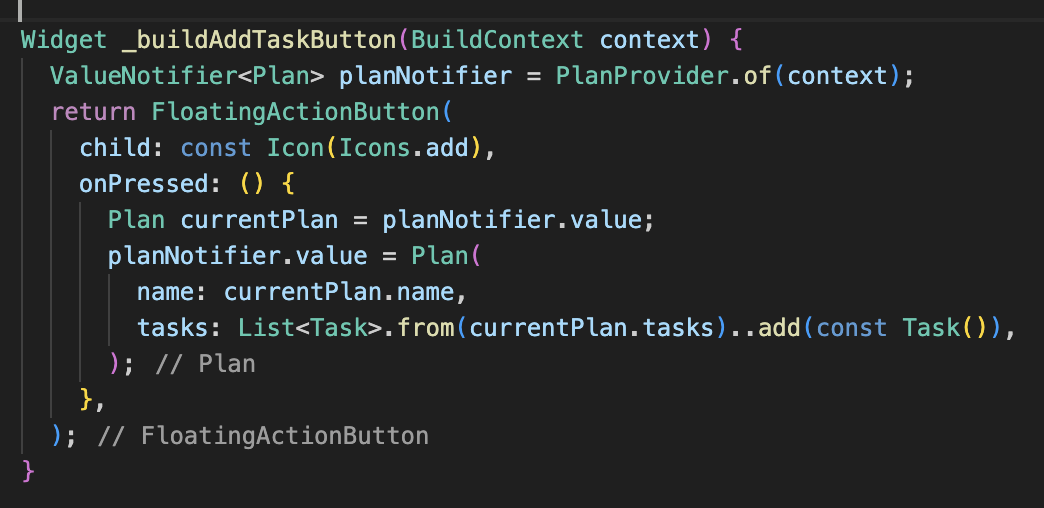 Widget _buildAddTaskButton(BuildContext context) {
  ValueNotifier<Plan> planNotifier = PlanProvider.of(context);
  return FloatingActionButton(
    child: const Icon(Icons.add),
    onPressed: () {
      Plan currentPlan = planNotifier.value;
      planNotifier.value = Plan(
        name: currentPlan.name,
        tasks: List<Task>.from(currentPlan.tasks)..add(const Task()),
      ); // Plan
    },
  ); // FloatingActionButton
}